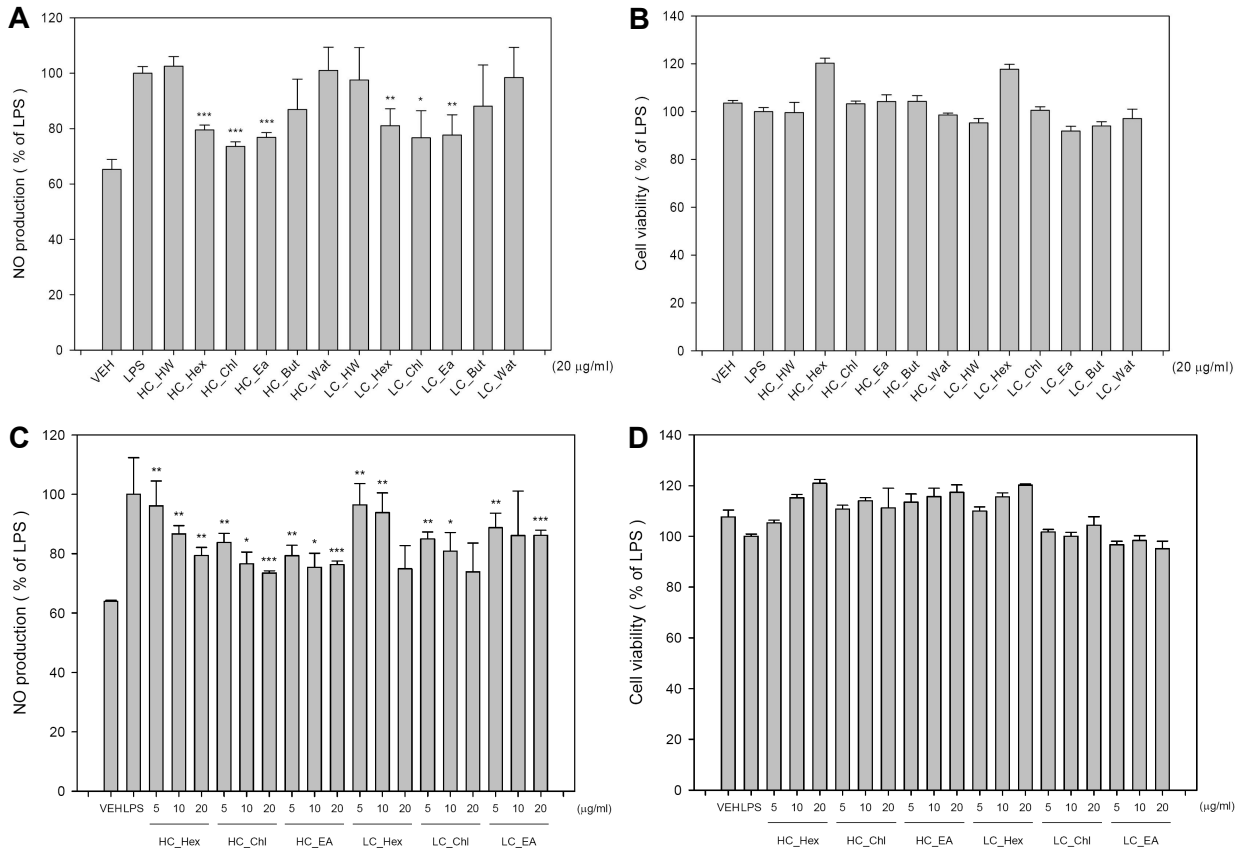 A
NO production ( % of LPS )
120
100
80
60
40
20
0
*** *** *** ** * **
VEH LPS HC_HW HC_Hex HC_Chl HC_Ea HC_But HC_Wat LC_HW LC_Hex LC_Chl LC_Ea LC_But LC_Wat
(20 μg/ml)
B
Cell viability ( % of LPS )
140
120
100
80
60
40
20
0
VEH LPS HC_HW HC_Hex HC_Chl HC_Ea HC_But HC_Wat LC_HW LC_Hex LC_Chl LC_Ea LC_But LC_Wat
(20 μg/ml)
C
NO production ( % of LPS )
120
100
80
60
40
20
0
** ** ** ** * *** ** * *** ** ** ** * ** ***
VEH LPS 5 10 20 5 10 20 5 10 20 5 10 20 5 10 20 5 10 20 (μg/ml)
HC_Hex HC_Chl HC_EA LC_Hex LC_Chl LC_EA
D
Cell viability ( % of LPS )
140
120
100
80
60
40
20
0
VEH LPS 5 10 20 5 10 20 5 10 20 5 10 20 5 10 20 5 10 20 (μg/ml)
HC_Hex HC_Chl HC_EA LC_Hex LC_Chl LC_EA